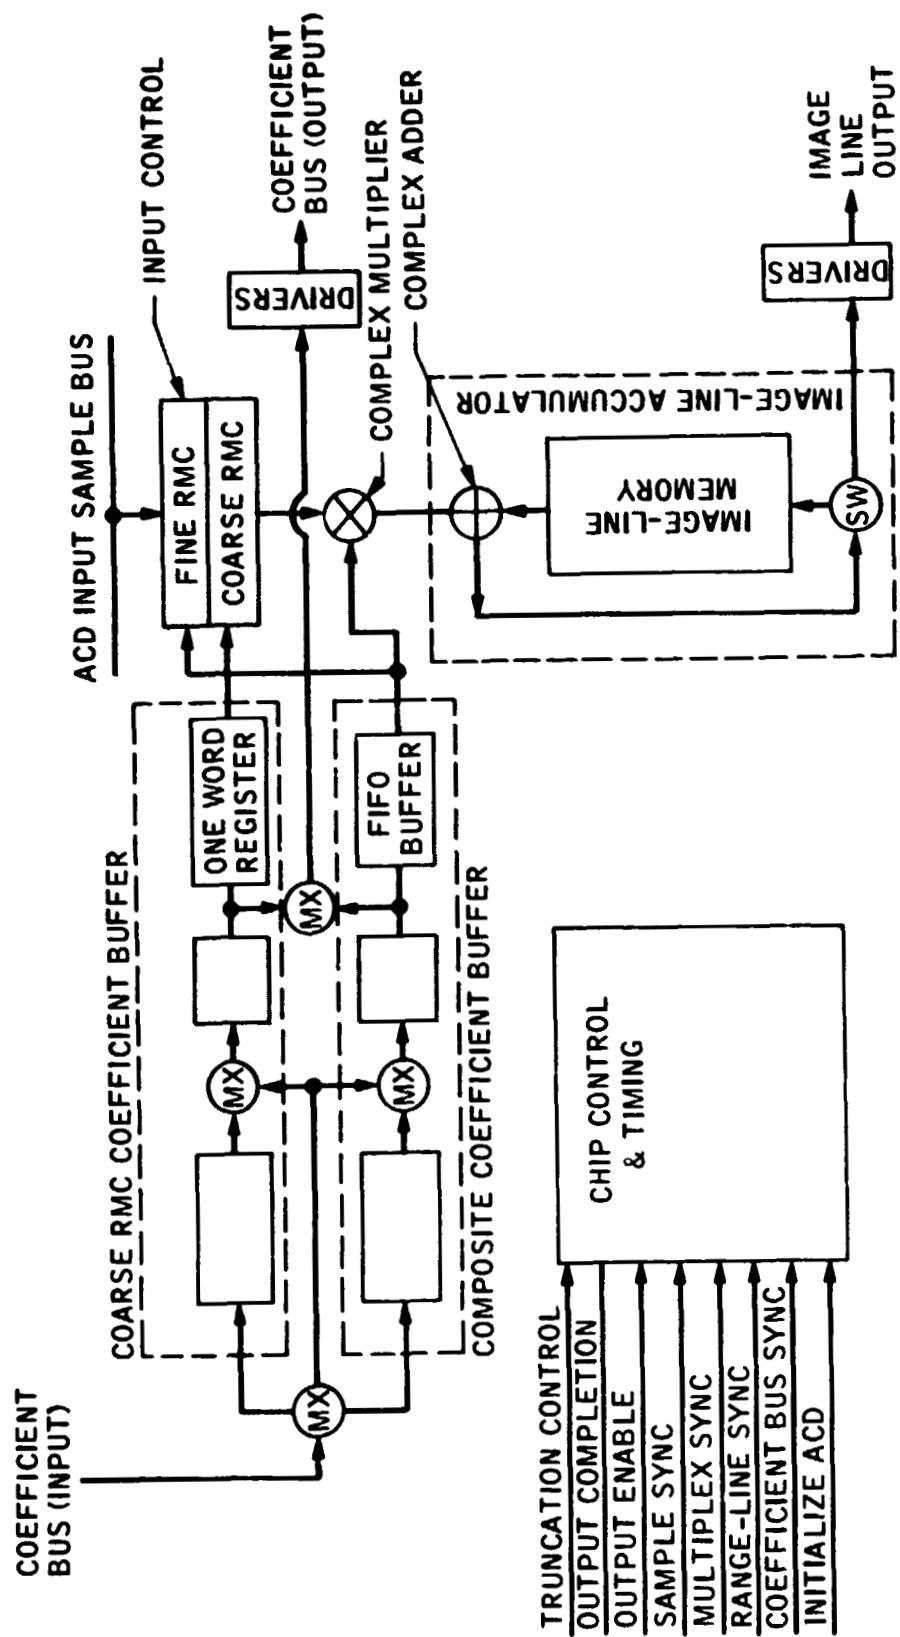 COEFFICIENT
BUS (INPUT)
COARSE RMC COEFFICIENT BUFFER
ONE WORD
REGISTER
MX
MX
MX
MX
COMPOSITE COEFFICIENT BUFFER
FIFO
BUFFER
ACD INPUT SAMPLE BUS
FINE RMC
COARSE RMC
INPUT CONTROL
DRIVERS
COEFFICIENT
BUS (OUTPUT)
COMPLEX MULTIPLIER
COMPLEX ADDER
IMAGE-LINE ACCUMULATOR
IMAGE-LINE
MEMORY
SW
DRIVERS
IMAGE
LINE
OUTPUT
TRUNCATION CONTROL
OUTPUT COMPLETION
OUTPUT ENABLE
SAMPLE SYNC
MULTIPLEX SYNC
RANGE-LINE SYNC
COEFFICIENT BUS SYNC
INITIALIZE ACD
CHIP CONTROL
& TIMING